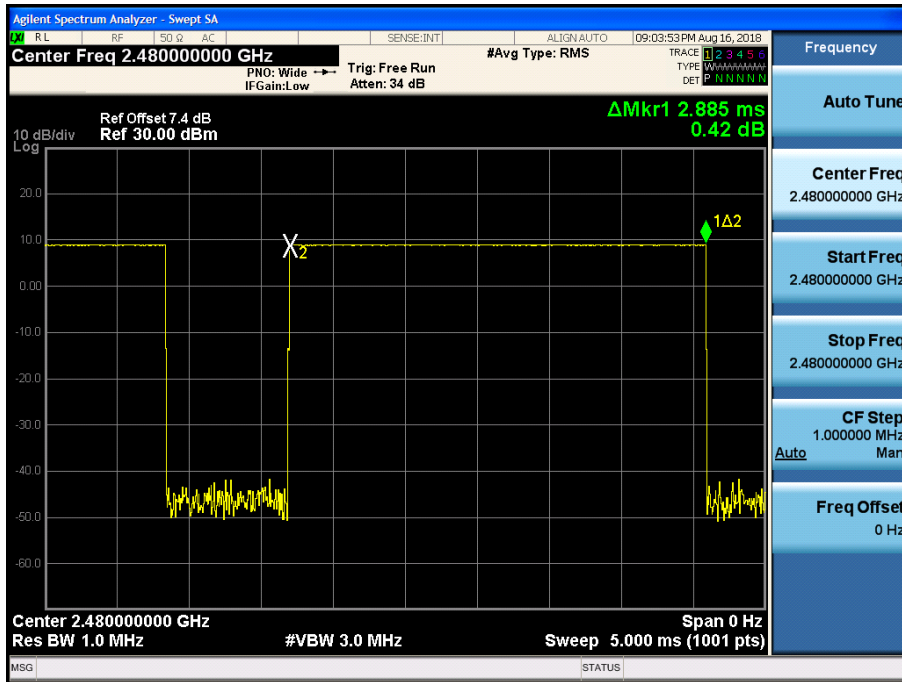 Agilent Spectrum Analyzer - Swept SA
LXI RL RF 50 Ω AC SENSE:INT ALIGN AUTO 09:03:53 PM Aug 16, 2018
Center Freq 2.480000000 GHz
PNO: Wide
IFGain:Low
Trig: Free Run
Atten: 34 dB
#Avg Type: RMS
TRACE 1 2 3 4 5 6
TYPE
DET P N N N N N
ΔMkr1 2.885 ms
0.42 dB
Ref Offset 7.4 dB
Ref 30.00 dBm
10 dB/div
Log
20.0
10.0
0.00
-10.0
-20.0
-30.0
-40.0
-50.0
-60.0
X2
1Δ2
Center 2.480000000 GHz
Span 0 Hz
Res BW 1.0 MHz
#VBW 3.0 MHz
Sweep 5.000 ms (1001 pts)
MSG
STATUS
Frequency
Auto Tune
Center Freq
2.480000000 GHz
Start Freq
2.480000000 GHz
Stop Freq
2.480000000 GHz
CF Step
1.000000 MHz
Auto Man
Freq Offset
0 Hz